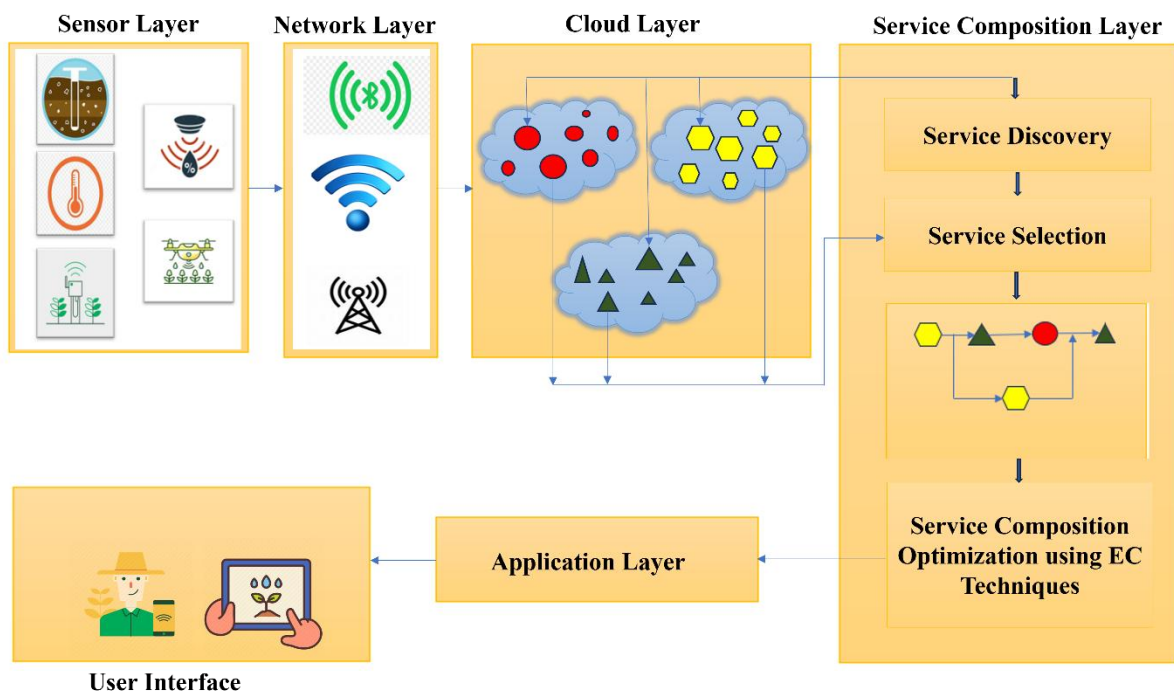 Sensor Layer
Network Layer
Cloud Layer
Service Composition Layer
%
Service Discovery
Service Selection
Service Composition
Optimization using EC
Techniques
Application Layer
User Interface